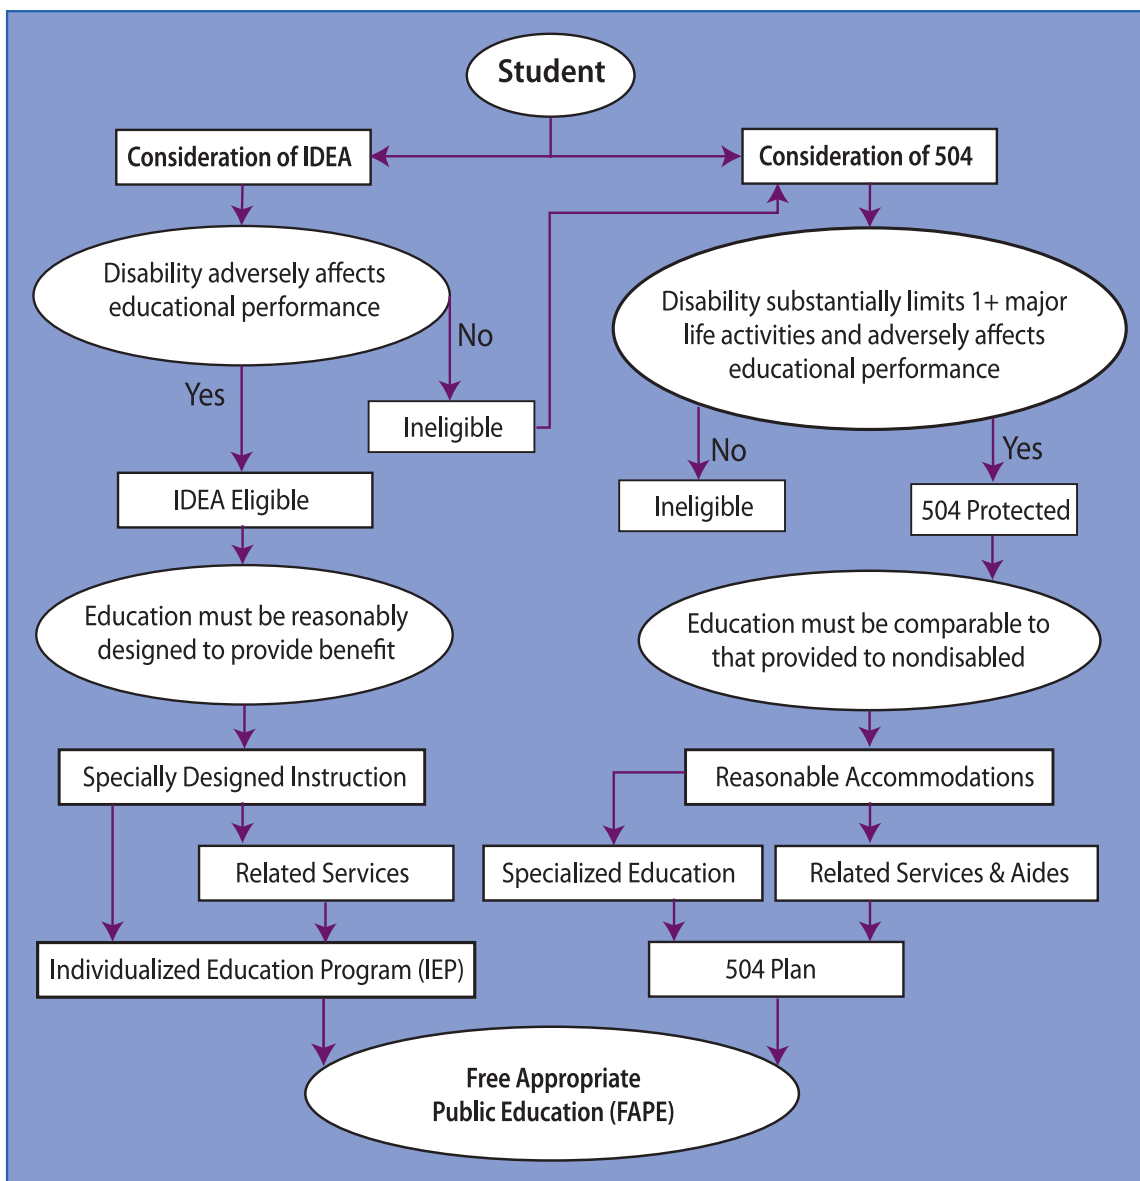 Student
Consideration of IDEA
Consideration of 504
Disability adversely affects
educational performance
No
Yes
Ineligible
Disability substantially limits 1+ major
life activities and adversely affects
educational performance
No
Yes
IDEA Eligible
Ineligible
504 Protected
Education must be reasonably
designed to provide benefit
Education must be comparable to
that provided to nondisabled
Specially Designed Instruction
Reasonable Accommodations
Related Services
Specialized Education
Related Services & Aides
Individualized Education Program (IEP)
504 Plan
Free Appropriate
Public Education (FAPE)